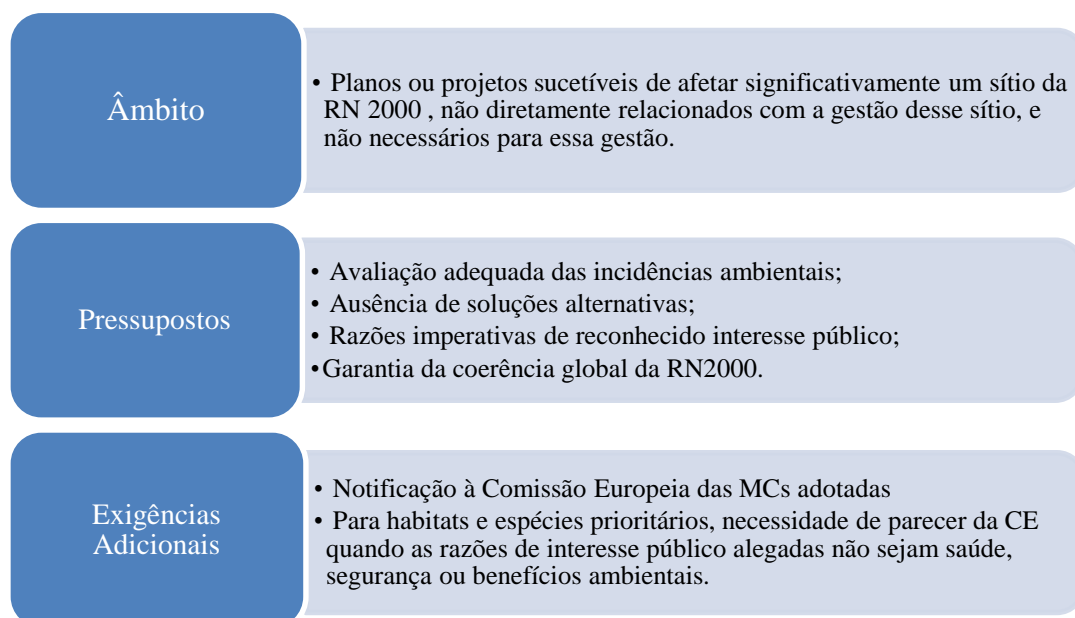 Âmbito
• Planos ou projetos sucetíveis de afetar significativamente um sítio da
RN 2000 , não diretamente relacionados com a gestão desse sítio, e
não necessários para essa gestão.
Pressupostos
• Avaliação adequada das incidências ambientais;
• Ausência de soluções alternativas;
• Razões imperativas de reconhecido interesse público;
•Garantia da coerência global da RN2000.
Exigências
Adicionais
• Notificação à Comissão Europeia das MCs adotadas
• Para habitats e espécies prioritários, necessidade de parecer da CE
quando as razões de interesse público alegadas não sejam saúde,
segurança ou benefícios ambientais.